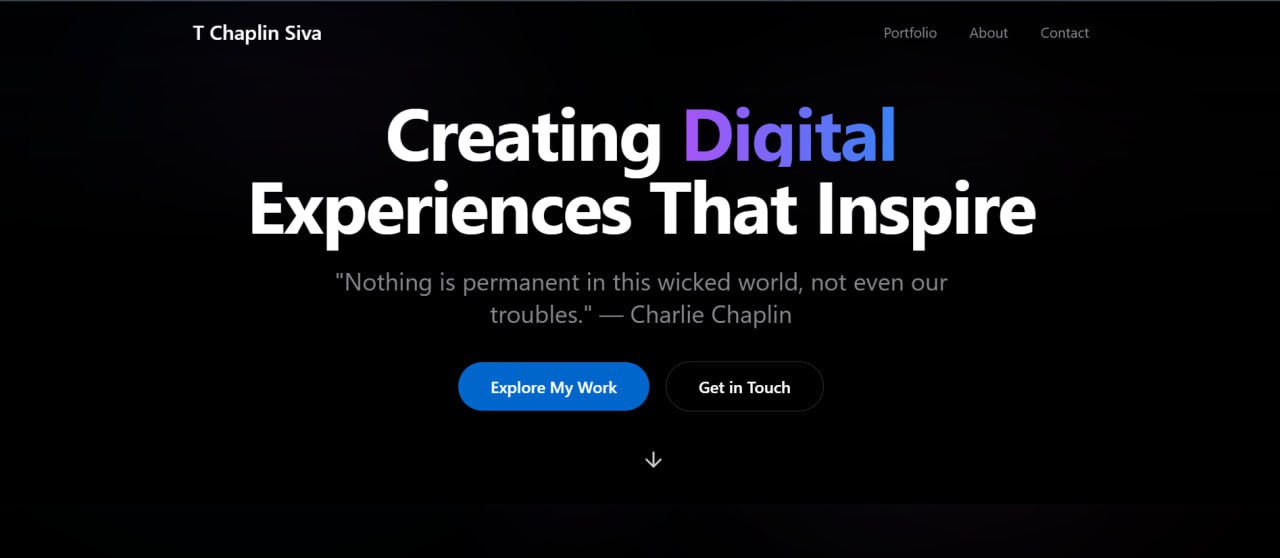 T Chaplin Siva
Portfolio
About
Contact
Creating Digital
Experiences That Inspire
"Nothing is permanent in this wicked world, not even our
troubles." — Charlie Chaplin
Explore My Work
Get in Touch